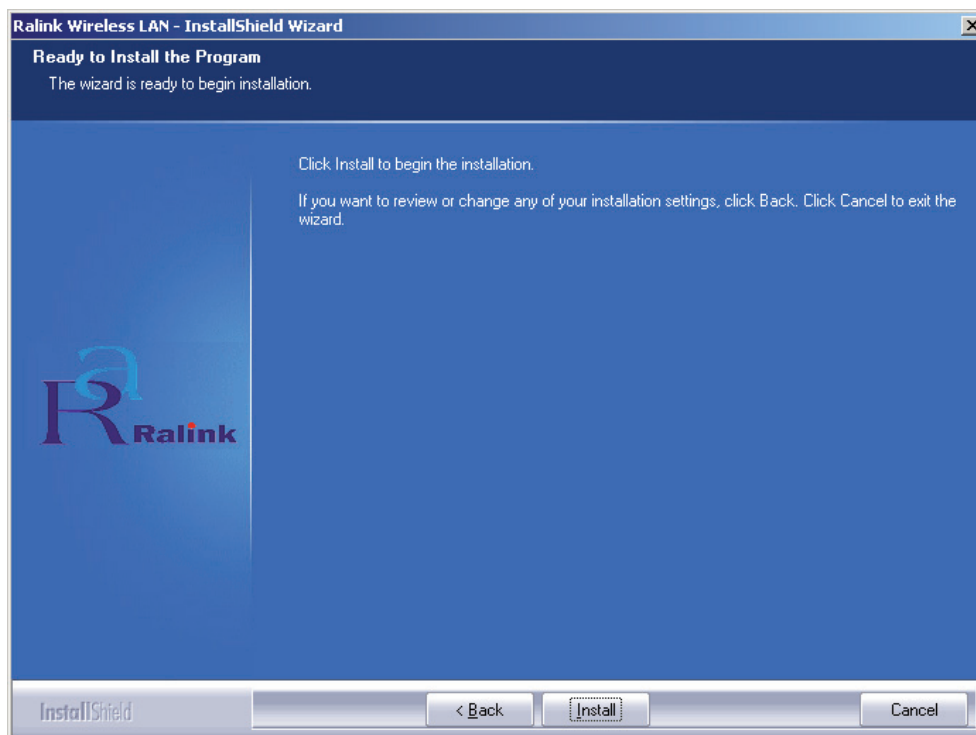 Ralink Wireless LAN - InstallShield Wizard
Ready to Install the Program
The wizard is ready to begin installation.
Click Install to begin the installation.
If you want to review or change any of your installation settings, click Back. Click Cancel to exit the
wizard.
Ra
Ralink
InstallShield
< Back
Install
Cancel